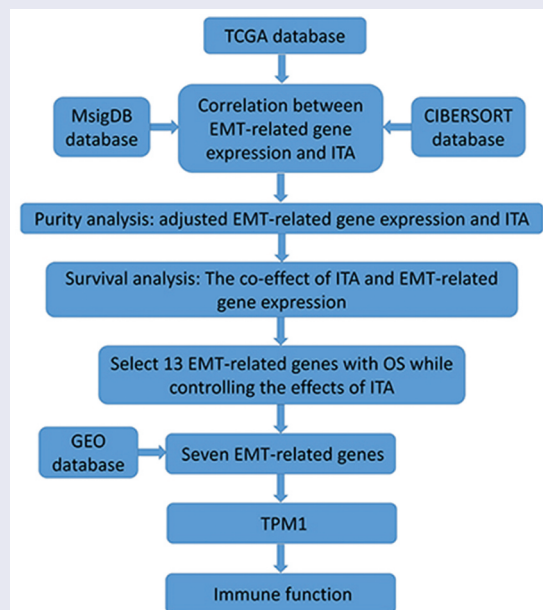 TCGA database
MsigDB
database
Correlation between
EMT-related gene
expression and ITA
CIBERSORT
database
Purity analysis: adjusted EMT-related gene expression and ITA
Survival analysis: The co-effect of ITA and EMT-related
gene expression
Select 13 EMT-related genes with OS while
controlling the effects of ITA
GEO
database
Seven EMT-related genes
TPM1
Immune function